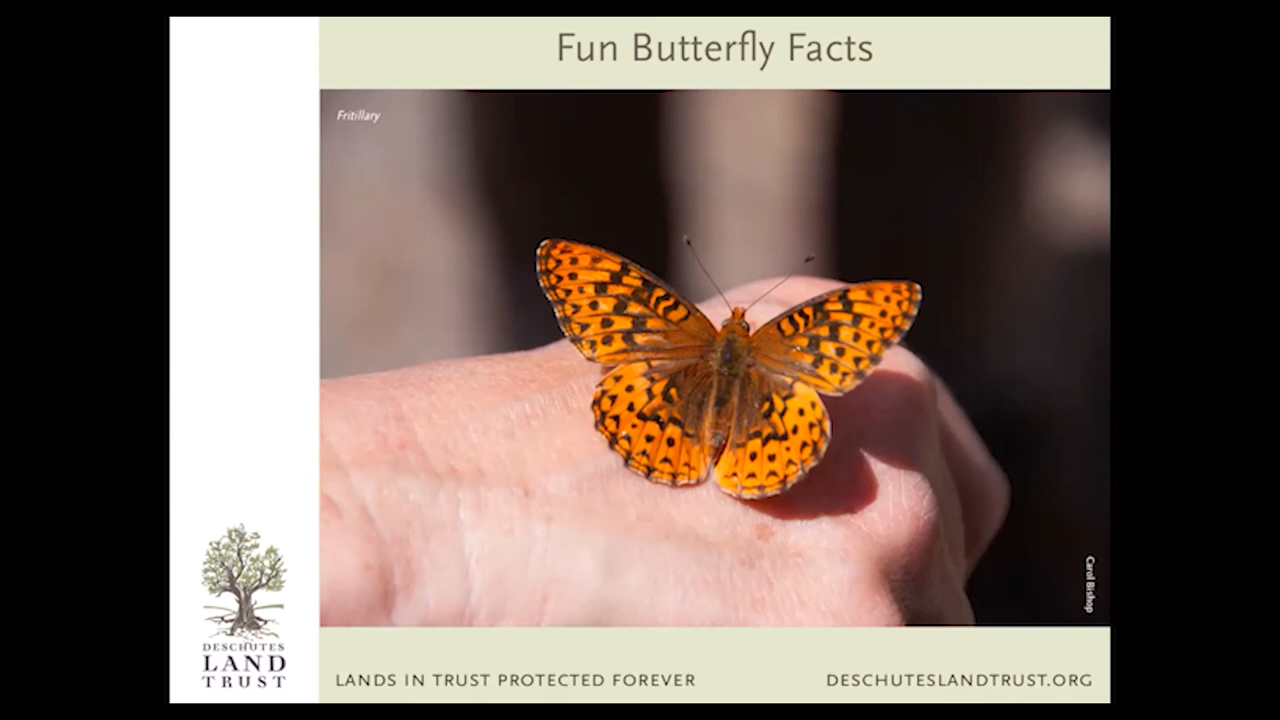 Fun Butterfly Facts
Fritillary
Carol Bishop
DESCHUTES
LAND
TRUST
LANDS IN TRUST PROTECTED FOREVER
DESCHUTESLANDTRUST.ORG